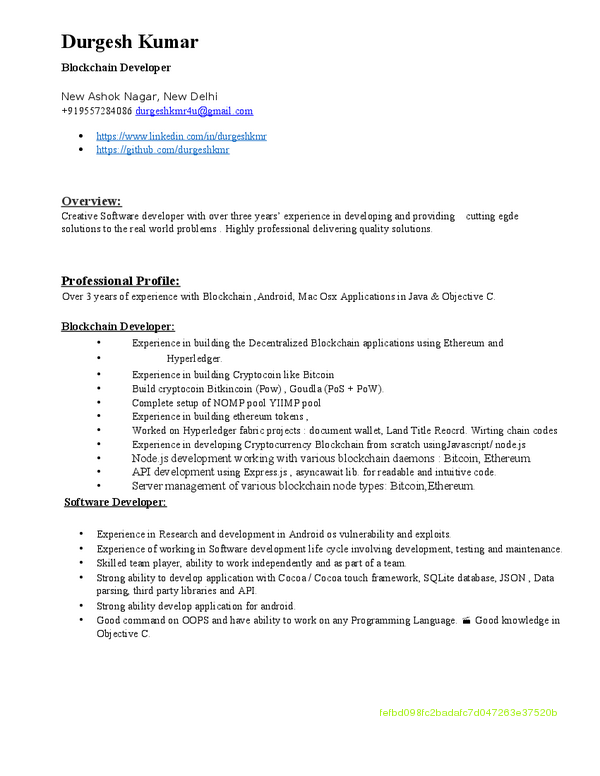 Durgesh Kumar
Blockchain Developer
New Ashok Nagar, New Delhi
+919557284086 durgeshkmr4u@gmail.com
• https://www.linkedin.com/in/durgeshkmr
• https://github.com/durgeshkmr
Overview:
Creative Software developer with over three years' experience in developing and providing cutting egde
solutions to the real world problems . Highly professional delivering quality solutions.
Professional Profile:
Over 3 years of experience with Blockchain ,Android, Mac Osx Applications in Java & Objective C.
Blockchain Developer:
• Experience in building the Decentralized Blockchain applications using Ethereum and
• Hyperledger.
• Experience in building Cryptocoin like Bitcoin
• Build cryptocoin Bitkincoin (Pow) , Goudla (PoS + PoW).
• Complete setup of NOMP pool YIIMP pool
• Experience in building ethereum tokens ,
• Worked on Hyperledger fabric projects : document wallet, Land Title Reocrd. Wirting chain codes
• Experience in developing Cryptocurrency Blockchain from scratch usingJavascript/ node.js
• Node.js development working with various blockchain daemons : Bitcoin, Ethereum
• API development using Express.js , asyncawait lib. for readable and intuitive code.
• Server management of various blockchain node types: Bitcoin,Ethereum.
Software Developer:
• Experience in Research and development in Android os vulnerability and exploits.
• Experience of working in Software development life cycle involving development, testing and maintenance.
• Skilled team player, ability to work independently and as part of a team.
• Strong ability to develop application with Cocoa / Cocoa touch framework, SQLite database, JSON , Data
parsing, third party libraries and API.
• Strong ability develop application for android.
• Good command on OOPS and have ability to work on any Programming Language. Good knowledge in
Objective C.
fefbd098fc2badafc7d047263e37520b